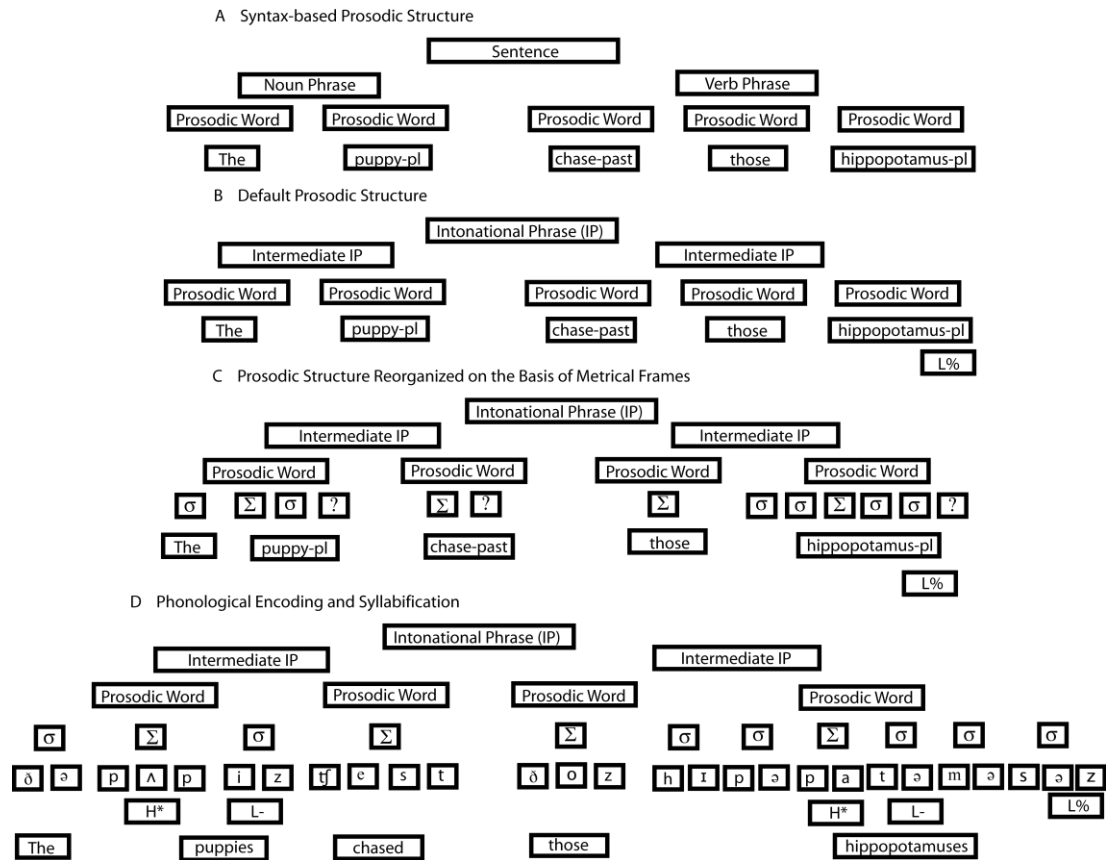 A Syntax-based Prosodic Structure
Sentence
Noun Phrase Verb Phrase
Prosodic Word Prosodic Word Prosodic Word Prosodic Word Prosodic Word
The puppy-pl chase-past those hippopotamus-pl
B Default Prosodic Structure
Intonational Phrase (IP)
Intermediate IP Intermediate IP
Prosodic Word Prosodic Word Prosodic Word Prosodic Word Prosodic Word
The puppy-pl chase-past those hippopotamus-pl
L%
C Prosodic Structure Reorganized on the Basis of Metrical Frames
Intonational Phrase (IP)
Intermediate IP Intermediate IP
Prosodic Word Prosodic Word Prosodic Word Prosodic Word
σ Σ σ ? Σ ? Σ σ σ Σ σ σ ?
The puppy-pl chase-past those hippopotamus-pl
L%
D Phonological Encoding and Syllabification
Intonational Phrase (IP)
Intermediate IP Intermediate IP
Prosodic Word Prosodic Word Prosodic Word Prosodic Word
σ Σ σ Σ Σ σ σ Σ σ σ σ
ð ə p ʌ p i z ʧ e s t ð o z h ɪ p ə p a t ə m ə s ə z
H* L- H* L- L%
The puppies chased those hippopotamuses